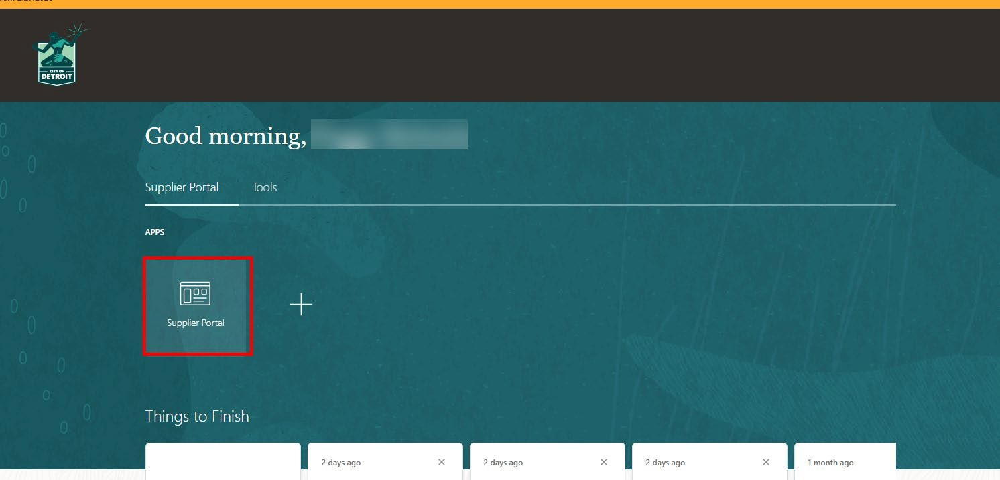 CITY OF
DETROIT
Good morning,
Supplier Portal
Tools
APPS
Supplier Portal
Things to Finish
2 days ago
2 days ago
2 days ago
1 month ago